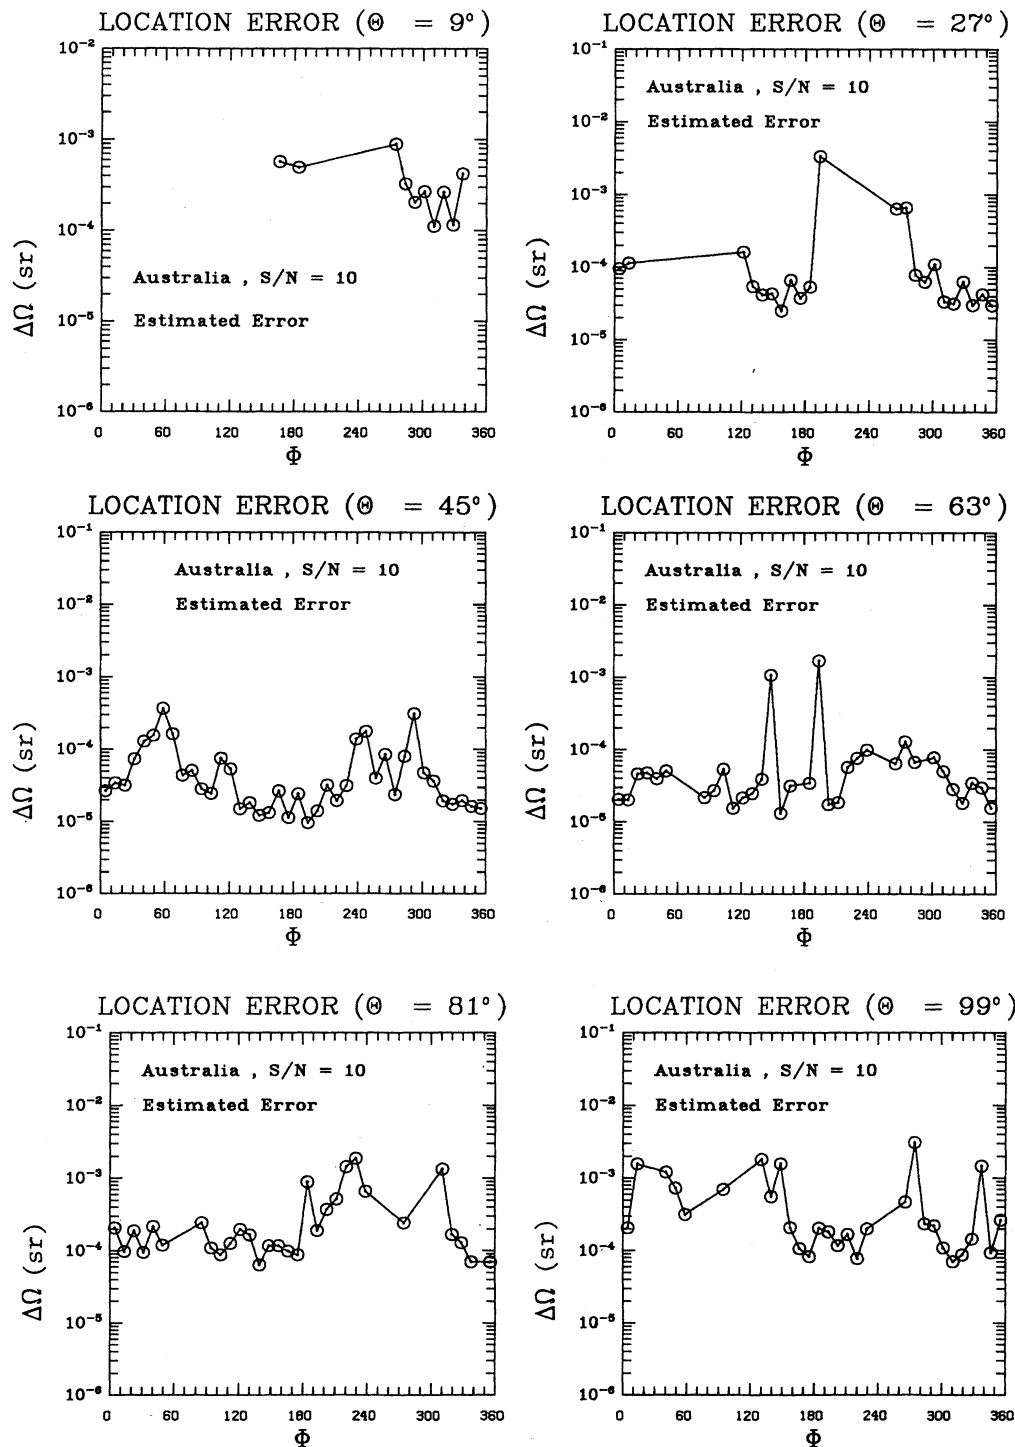 LOCATION ERROR (Θ = 9°)
10⁻²
10⁻³
10⁻⁴
10⁻⁵
10⁻⁶
ΔΩ (sr)
Australia , S/N = 10
Estimated Error
0 60 120 180 240 300 360
Φ
LOCATION ERROR (Θ = 27°)
10⁻¹
10⁻²
10⁻³
10⁻⁴
10⁻⁵
10⁻⁶
ΔΩ (sr)
Australia , S/N = 10
Estimated Error
0 60 120 180 240 300 360
Φ
LOCATION ERROR (Θ = 45°)
10⁻¹
10⁻²
10⁻³
10⁻⁴
10⁻⁵
10⁻⁶
ΔΩ (sr)
Australia , S/N = 10
Estimated Error
0 60 120 180 240 300 360
Φ
LOCATION ERROR (Θ = 63°)
10⁻¹
10⁻²
10⁻³
10⁻⁴
10⁻⁵
10⁻⁶
ΔΩ (sr)
Australia , S/N = 10
Estimated Error
0 60 120 180 240 300 360
Φ
LOCATION ERROR (Θ = 81°)
10⁻¹
10⁻²
10⁻³
10⁻⁴
10⁻⁵
10⁻⁶
ΔΩ (sr)
Australia , S/N = 10
Estimated Error
0 60 120 180 240 300 360
Φ
LOCATION ERROR (Θ = 99°)
10⁻¹
10⁻²
10⁻³
10⁻⁴
10⁻⁵
10⁻⁶
ΔΩ (sr)
Australia , S/N = 10
Estimated Error
0 60 120 180 240 300 360
Φ